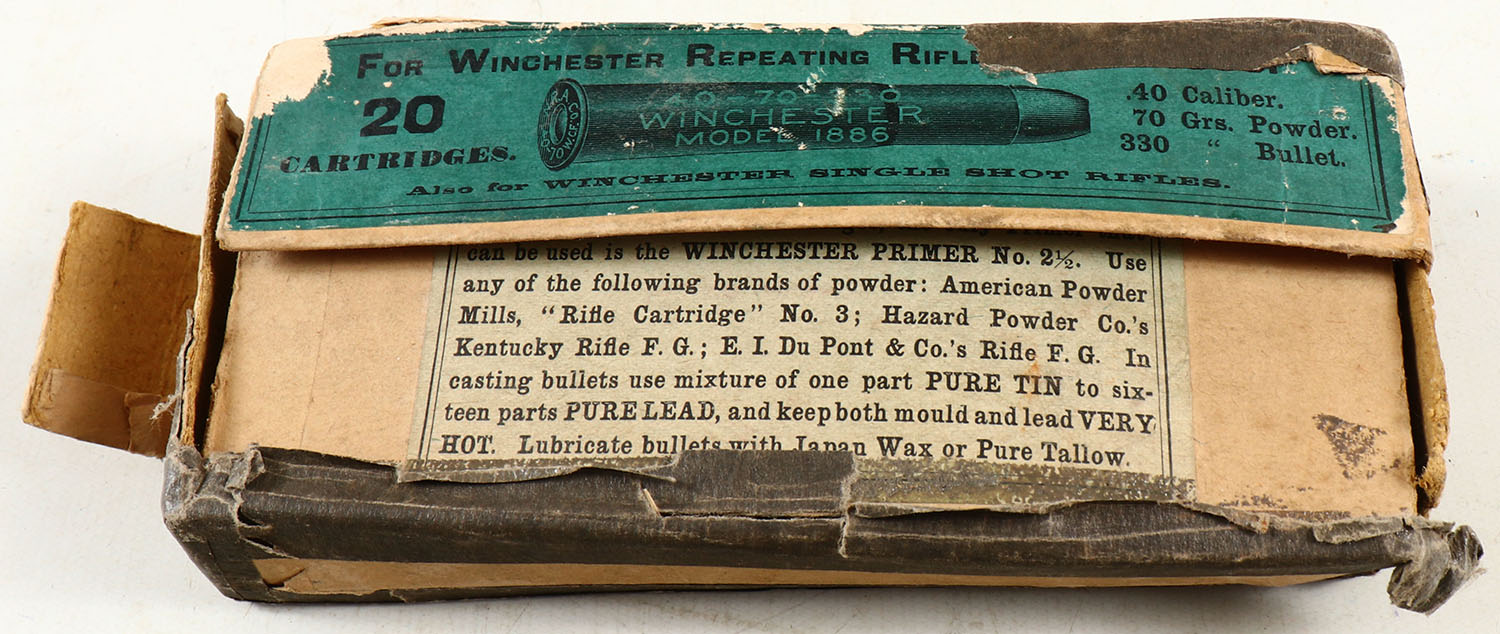 FOR WINCHESTER REPEATING RIFL
20
CARTRIDGES.
W.R.A. CO.
70 W.C.F.
40-70-330
WINCHESTER
MODEL 1886
.40 Caliber.
70 Grs. Powder.
330 " Bullet.
Also for WINCHESTER SINGLE SHOT RIFLES.
can be used is the WINCHESTER PRIMER No. 2½. Use
any of the following brands of powder: American Powder
Mills, "Rifle Cartridge" No. 3; Hazard Powder Co.'s
Kentucky Rifle F. G.; E. I. Du Pont & Co.'s Rifle F. G. In
casting bullets use mixture of one part PURE TIN to six-
teen parts PURE LEAD, and keep both mould and lead VERY
HOT. Lubricate bullets with Japan Wax or Pure Tallow.